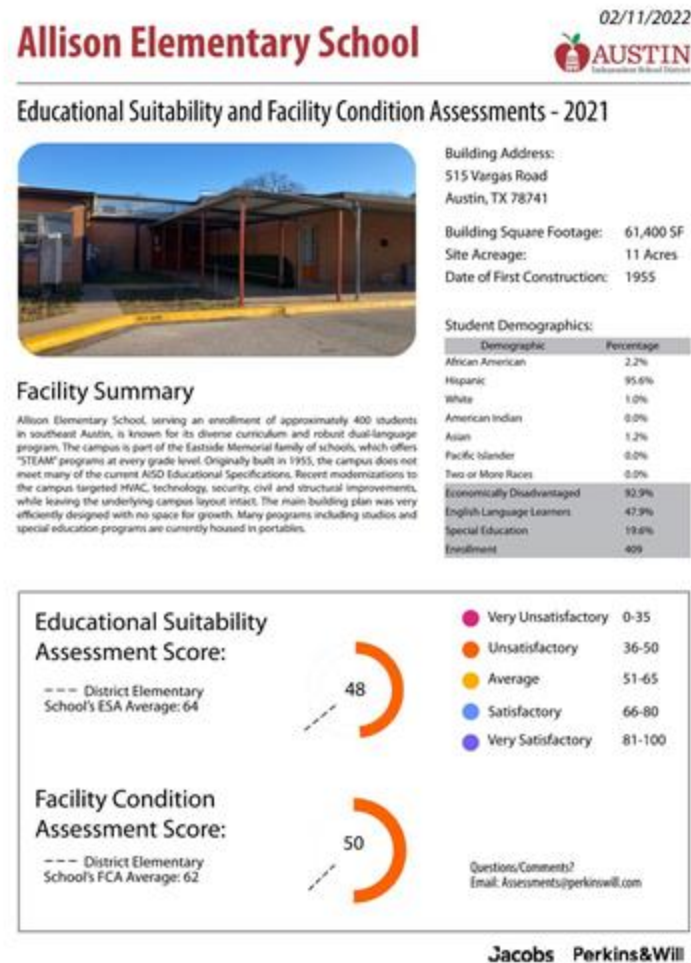 02/11/2022
Allison Elementary School
AUSTIN
Independent School District
Educational Suitability and Facility Condition Assessments - 2021
Building Address:
515 Vargas Road
Austin, TX 78741
Building Square Footage: 61,400 SF
Site Acreage: 11 Acres
Date of First Construction: 1955
Student Demographics:
Demographic Percentage
African American 2.2%
Hispanic 95.6%
White 1.0%
American Indian 0.0%
Asian 1.2%
Pacific Islander 0.0%
Two or More Races 0.0%
Economically Disadvantaged 92.9%
English Language Learners 47.9%
Special Education 19.6%
Enrollment 409
Facility Summary
Allison Elementary School, serving an enrollment of approximately 400 students
in southeast Austin, is known for its diverse curriculum and robust dual-language
program. The campus is part of the Eastside Memorial family of schools, which offers
"STEAM" programs at every grade level. Originally built in 1955, the campus does not
meet many of the current AISD Educational Specifications. Recent modernizations to
the campus targeted HVAC, technology, security, civil and structural improvements,
while leaving the underlying campus layout intact. The main building plan was very
efficiently designed with no space for growth. Many programs including studios and
special education programs are currently housed in portables.
Educational Suitability
Assessment Score:
--- District Elementary
School's ESA Average: 64
48
Very Unsatisfactory 0-35
Unsatisfactory 36-50
Average 51-65
Satisfactory 66-80
Very Satisfactory 81-100
Facility Condition
Assessment Score:
--- District Elementary
School's FCA Average: 62
50
Questions/Comments?
Email: Assessments@perkinswill.com
Jacobs Perkins&Will